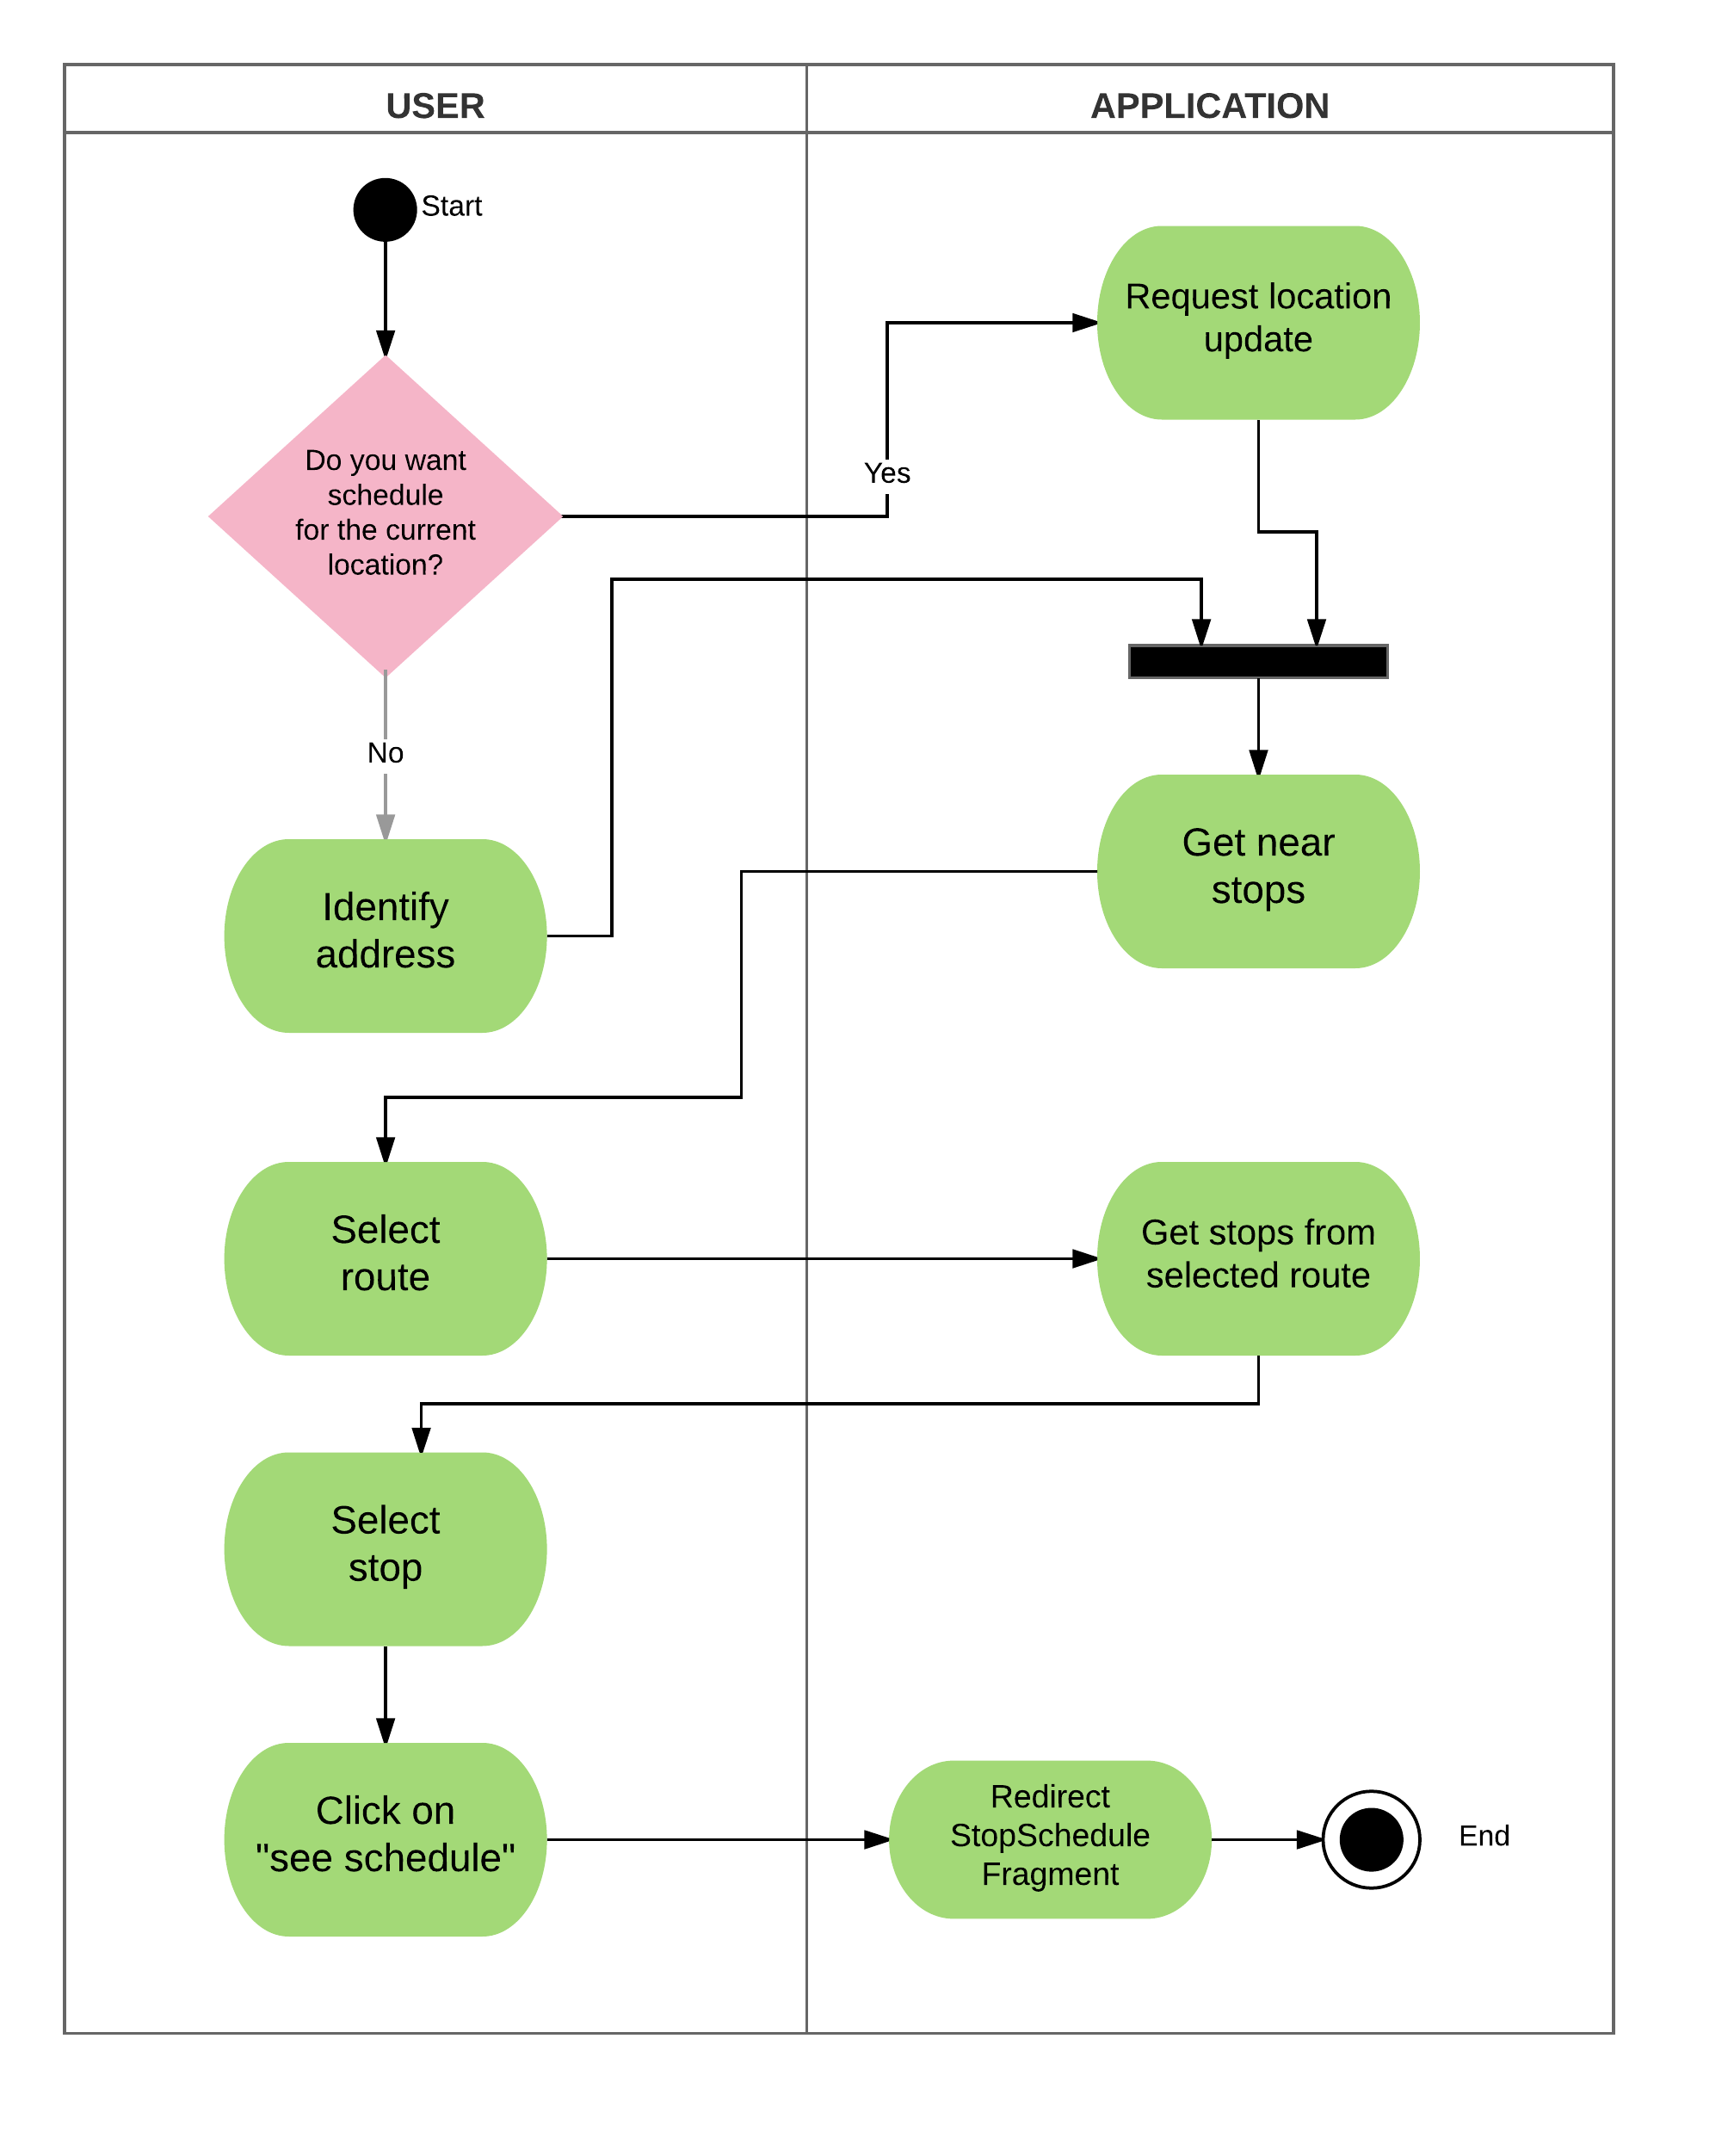 USER
APPLICATION
Start
Request location
update
Do you want
schedule
for the current
location?
Yes
No
Get near
stops
Identify
address
Select
route
Get stops from
selected route
Select
stop
Click on
"see schedule"
Redirect
StopSchedule
Fragment
End